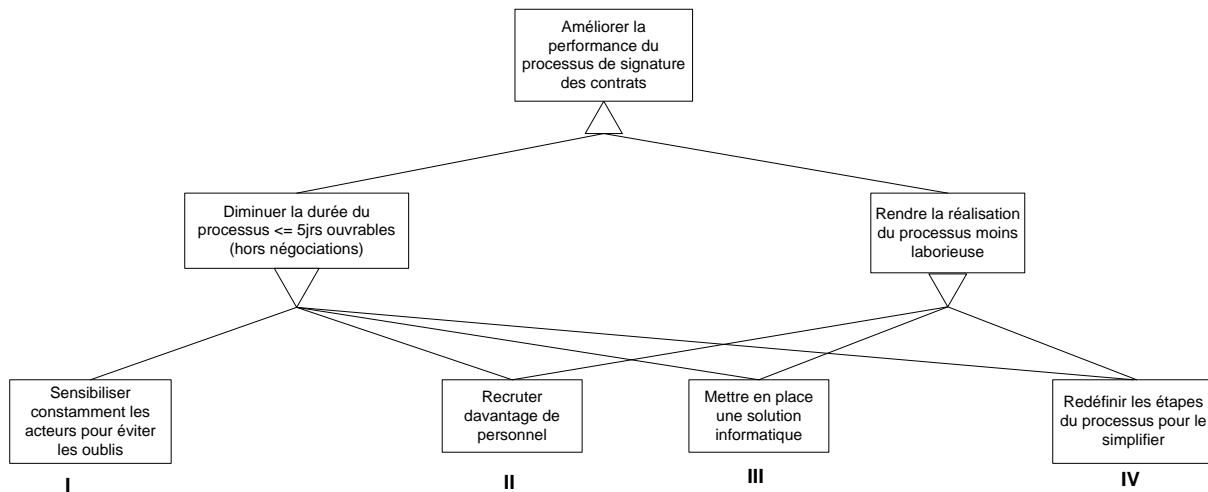 Améliorer la
performance du
processus de signature
des contrats
Diminuer la durée du
processus <= 5jrs ouvrables
(hors négociations)
Rendre la réalisation
du processus moins
laborieuse
Sensibiliser
constamment les
acteurs pour éviter
les oublis
Recruter
davantage de
personnel
Mettre en place
une solution
informatique
Redéfinir les étapes
du processus pour le
simplifier
I
II
III
IV